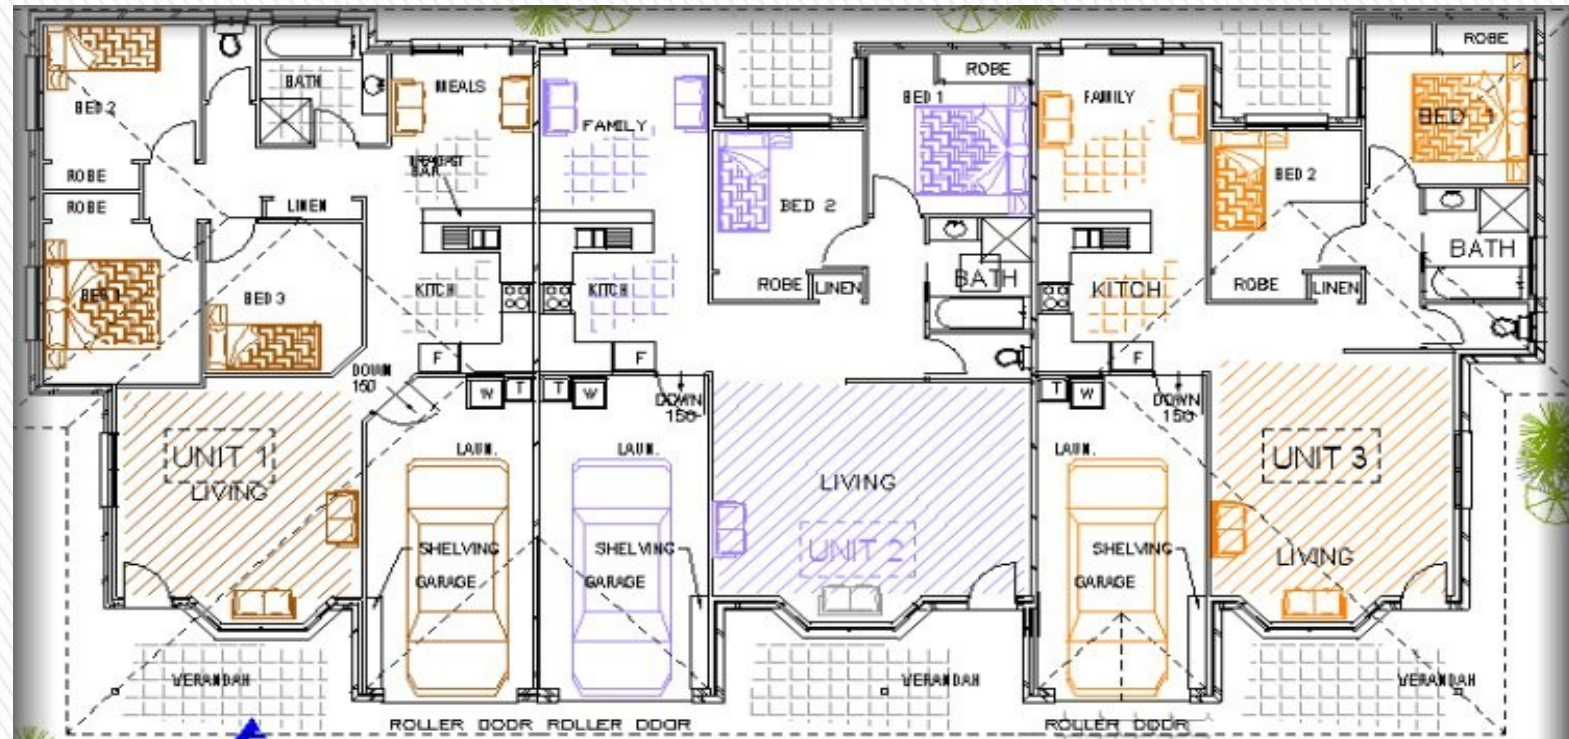 ROBE
BATH
MEALS
ROBE
BED 2
FAMILY
BED 1
FAMILY
BED 1
BREAKFAST
BAR
ROBE
BED 2
ROBE
LINEN
BED 2
BATH
BATH
ROBE
LINEN
ROBE
LINEN
BED 1
BED 3
KITCH
KITCH
KITCH
F
F
F
DOWN
150
W
T
T
W
DOWN
150
T
W
DOWN
150
UNIT 1
LIVING
LAUN.
LAUN.
LIVING
LAUN.
UNIT 3
SHELVING
GARAGE
SHELVING
GARAGE
UNIT 2
SHELVING
GARAGE
LIVING
VERANDAH
VERANDAH
VERANDAH
ROLLER DOOR
ROLLER DOOR
ROLLER DOOR